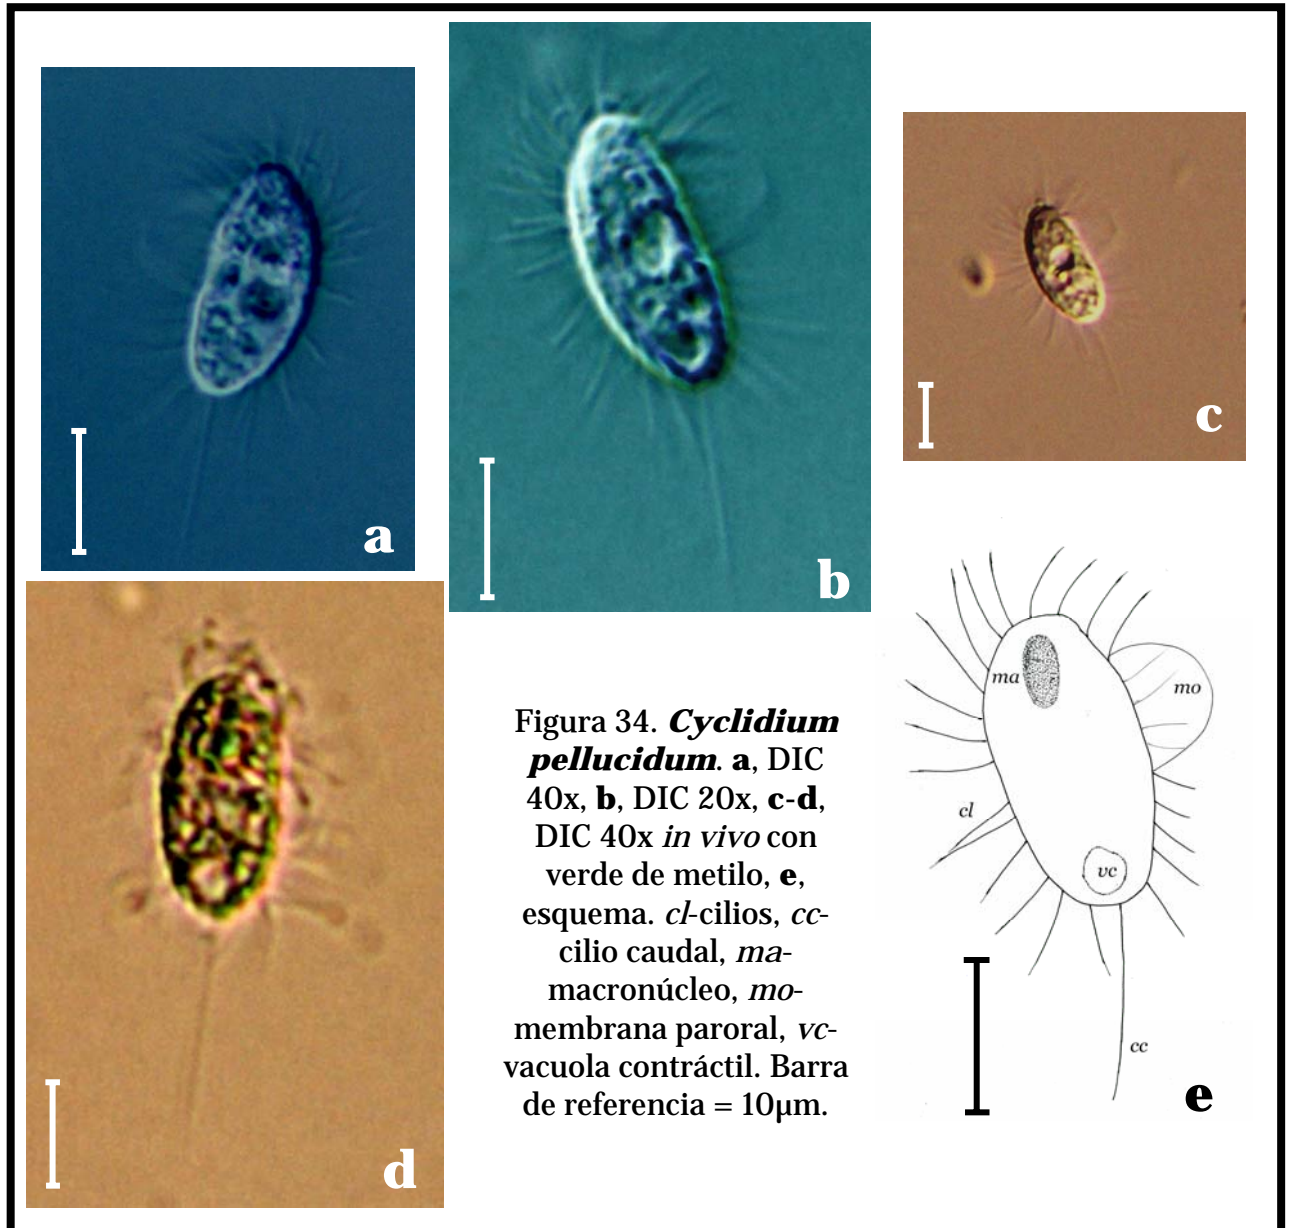 a
b
c
d
Figura 34. Cyclidium
pellucidum. a, DIC
40x, b, DIC 20x, c-d,
DIC 40x in vivo con
verde de metilo, e,
esquema. cl-cilios, cc-
cilio caudal, ma-
macronúcleo, mo-
membrana paroral, vc-
vacuola contráctil. Barra
de referencia = 10µm.
ma
mo
cl
vc
cc
e